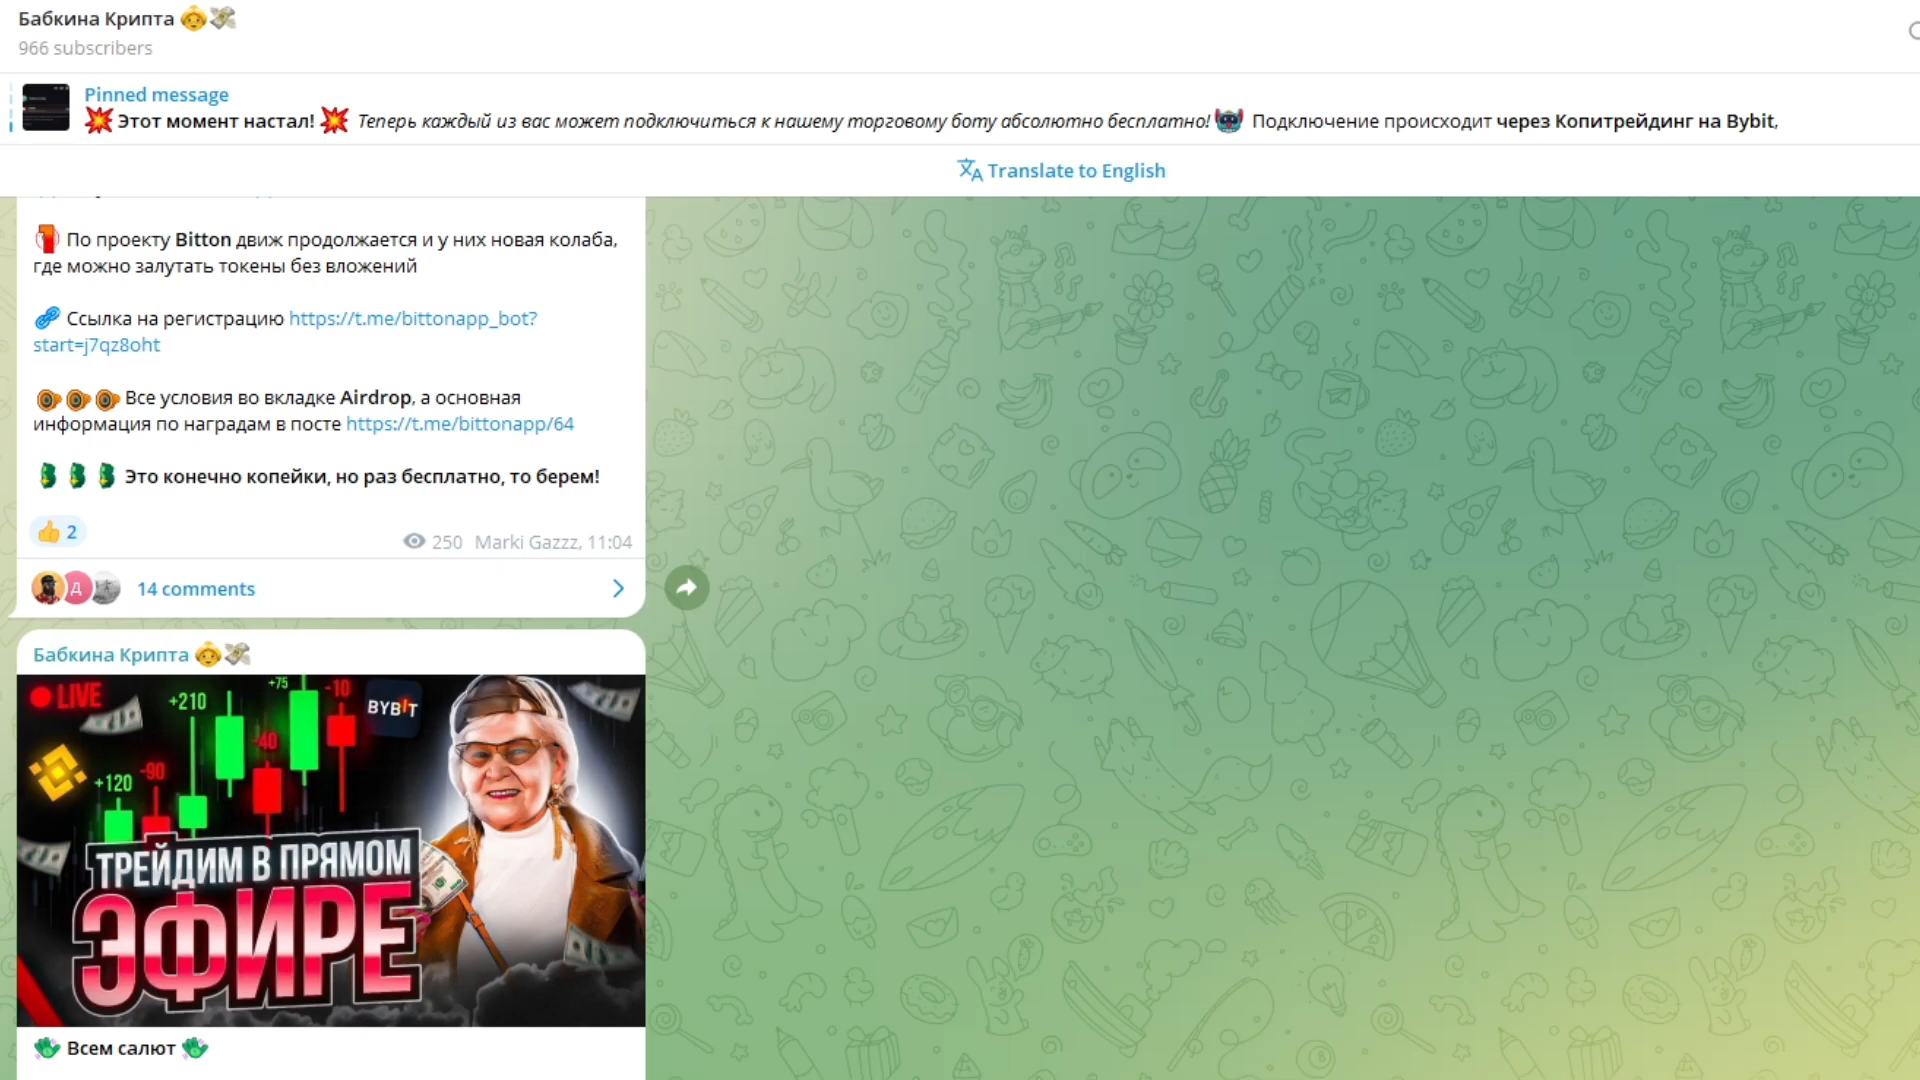 Бабкина Крипта 👵💸
966 subscribers
Pinned message
💥 Этот момент настал! 💥 Теперь каждый из вас может подключиться к нашему торговому боту абсолютно бесплатно! Подключение происходит через Копитрейдинг на Bybit,
Translate to English
По проекту Bitton движ продолжается и у них новая колаба,
где можно залутать токены без вложений
🔗 Ссылка на регистрацию https://t.me/bittonapp_bot?
start=j7qz8oht
Все условия во вкладке Airdrop, а основная
информация по наградам в посте https://t.me/bittonapp/64
Это конечно копейки, но раз бесплатно, то берем!
👍 2
250 Marki Gazzz, 11:04
Д
14 comments
Бабкина Крипта 👵💸
LIVE
+210
+75
-10
BYBIT
-40
+120
-90
ТРЕЙДИМ В ПРЯМОМ
ЭФИРЕ
Всем салют